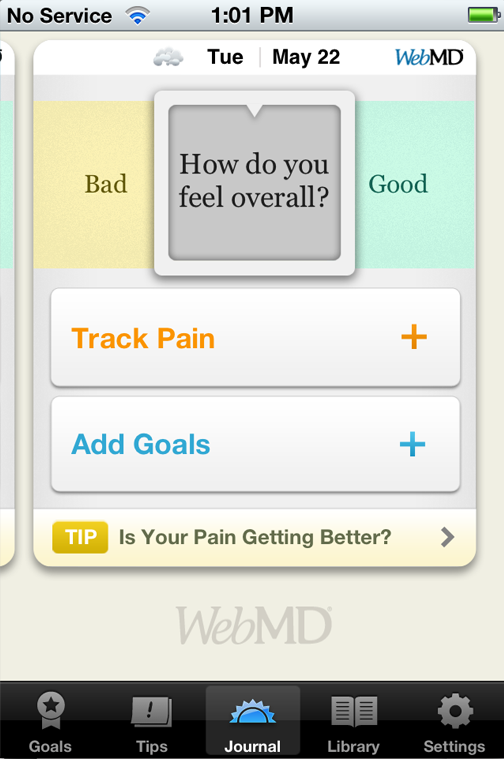 No Service 1:01 PM
Tue May 22 WebMD
Bad
How do you
feel overall?
Good
Track Pain +
Add Goals +
TIP Is Your Pain Getting Better?
WebMD
Goals Tips Journal Library Settings